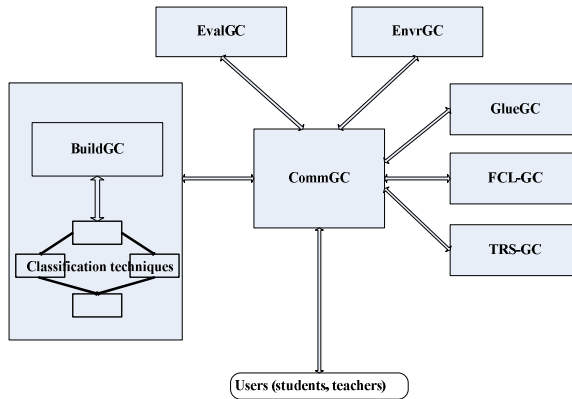 EvalGC
EnvrGC
GlueGC
BuildGC
CommGC
FCL-GC
TRS-GC
Classification techniques
Users (students, teachers)